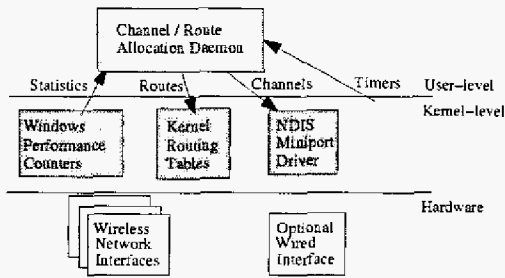 Channel / Route
Allocation Daemon
Statistics Routes Channels Timers User-level
Kernel-level
Windows
Performance
Counters
Kernel
Routing
Tables
NDIS
Miniport
Driver
Hardware
Wireless
Network
Interfaces
Optional
Wired
Interface